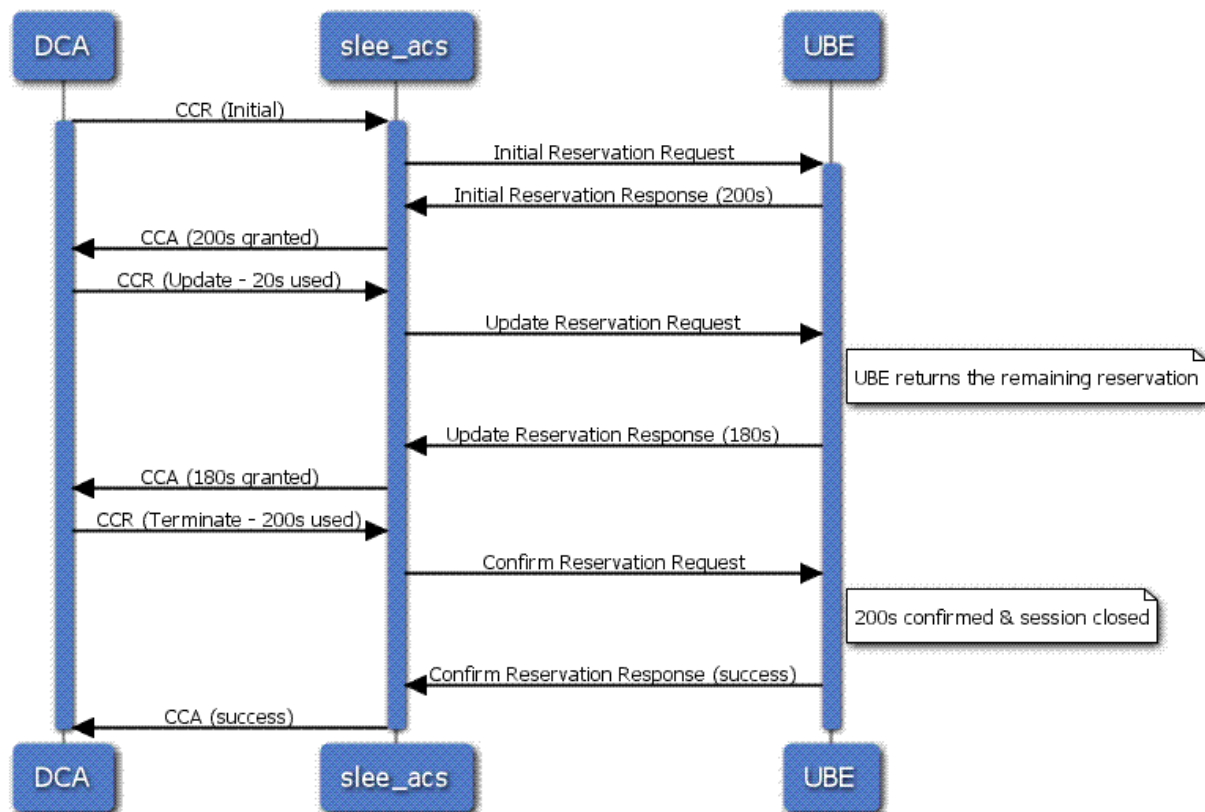 DCA
slee_acs
UBE
CCR (Initial)
Initial Reservation Request
Initial Reservation Response (200s)
CCA (200s granted)
CCR (Update - 20s used)
Update Reservation Request
UBE returns the remaining reservation
Update Reservation Response (180s)
CCA (180s granted)
CCR (Terminate - 200s used)
Confirm Reservation Request
200s confirmed & session closed
Confirm Reservation Response (success)
CCA (success)
DCA
slee_acs
UBE